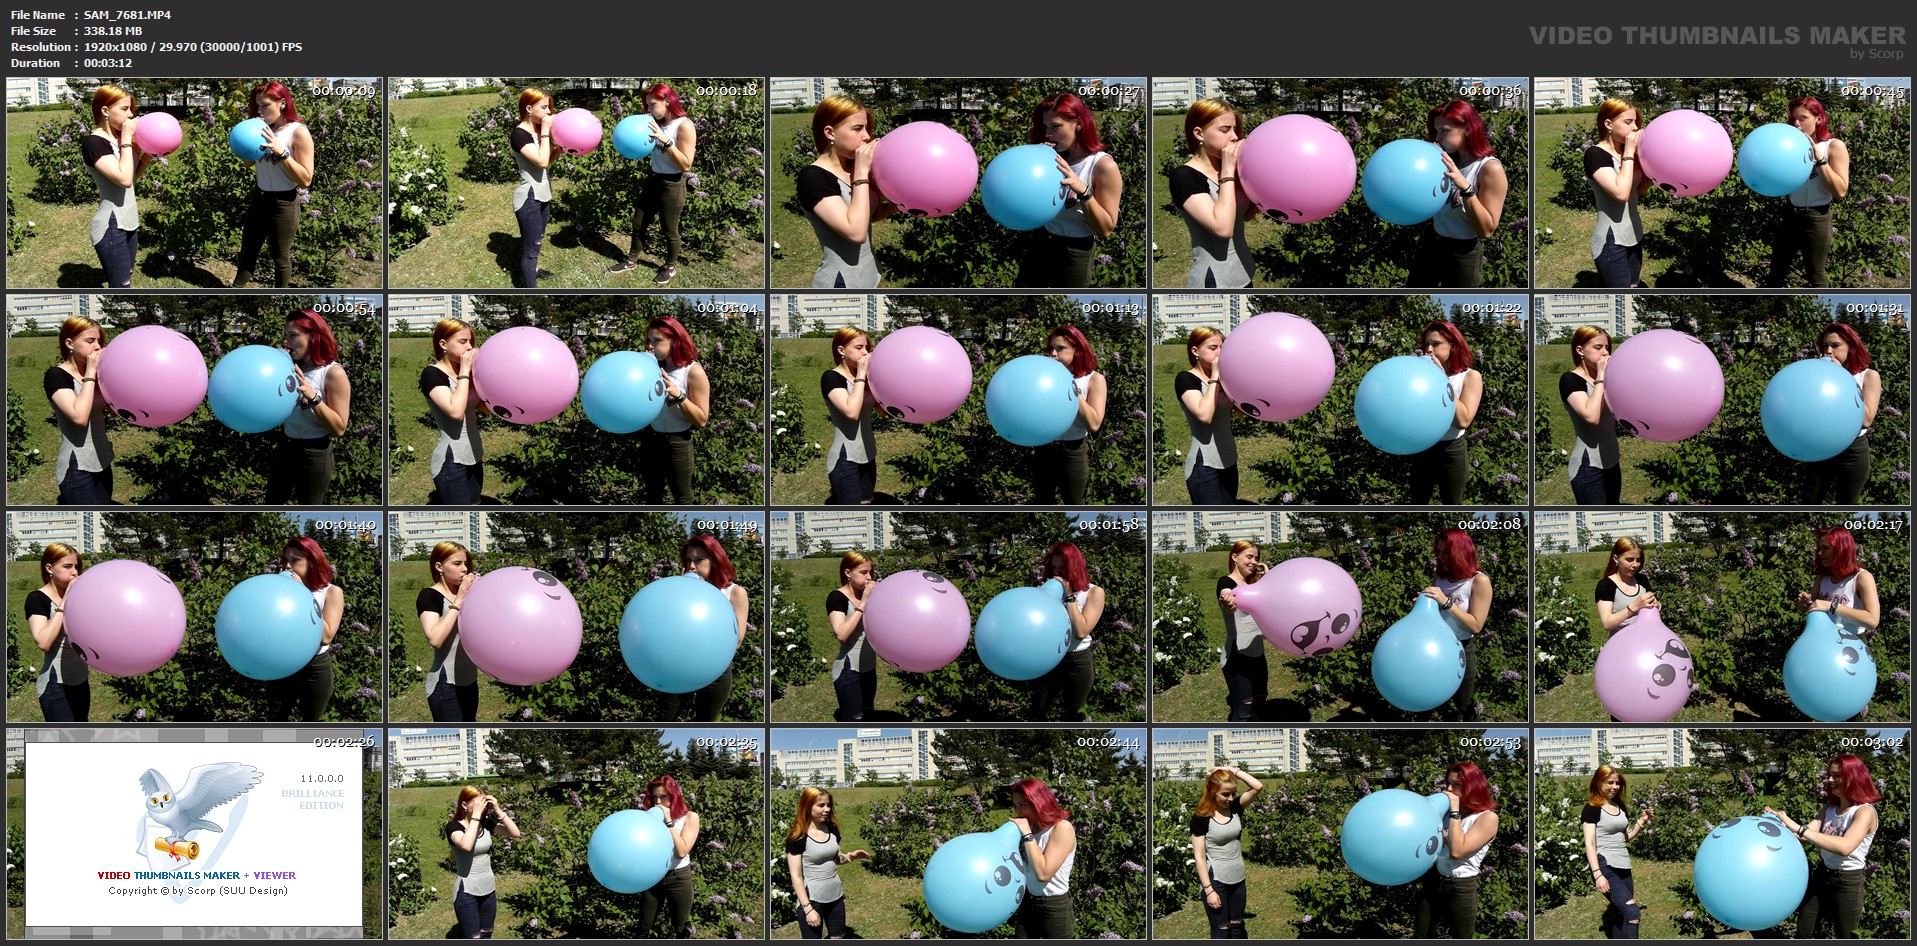 File Name : SAM_7681.MP4
File Size : 338.18 MB
Resolution : 1920x1080 / 29.970 (30000/1001) FPS
Duration : 00:03:12
VIDEO THUMBNAILS MAKER
by Scorp
00:00:09
00:00:18
00:00:27
00:00:36
00:00:45
00:00:54
00:01:04
00:01:13
00:01:22
00:01:31
00:01:40
00:01:49
00:01:58
00:02:08
00:02:17
00:02:26
11.0.0.0
BRILLIANCE
EDITION
VIDEO THUMBNAILS MAKER + VIEWER
Copyright © by Scorp (SUU Design)
00:02:35
00:02:44
00:02:53
00:03:02